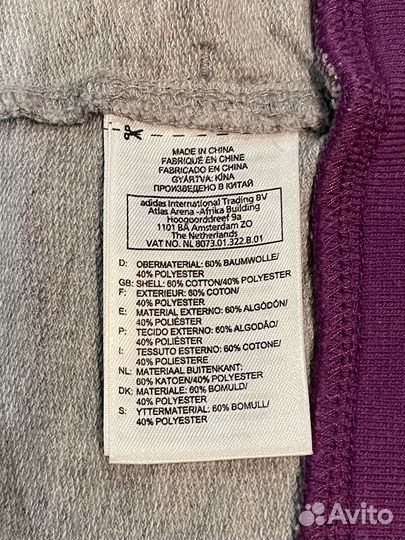 MADE IN CHINA
FABRIQUÉ EN CHINE
FABRICADO EN CHINA
GYÁRTVA: KÍNA
ПРОИЗВЕДЕНО В КИТАЙ
adidas International Trading BV
Atlas Arena -Afrika Building
Hoogoorddreef 9a
1101 BA Amsterdam ZO
The Netherlands
VAT NO. NL 8073.01.322.B.01
D: OBERMATERIAL: 60% BAUMWOLLE/
40% POLYESTER
GB: SHELL: 60% COTTON/40% POLYESTER
F: EXTERIEUR: 60% COTON/
40% POLYESTER
E: MATERIAL EXTERNO: 60% ALGODÓN/
40% POLIÉSTER
P: TECIDO EXTERNO: 60% ALGODÃO/
40% POLIÉSTER
I: TESSUTO ESTERNO: 60% COTONE/
40% POLIESTERE
NL: MATERIAAL BUITENKANT:
60% KATOEN/40% POLYESTER
DK: MATERIALE: 60% BOMULD/
40% POLYESTER
S: YTTERMATERIAL: 60% BOMULL/
40% POLYESTER
Avito